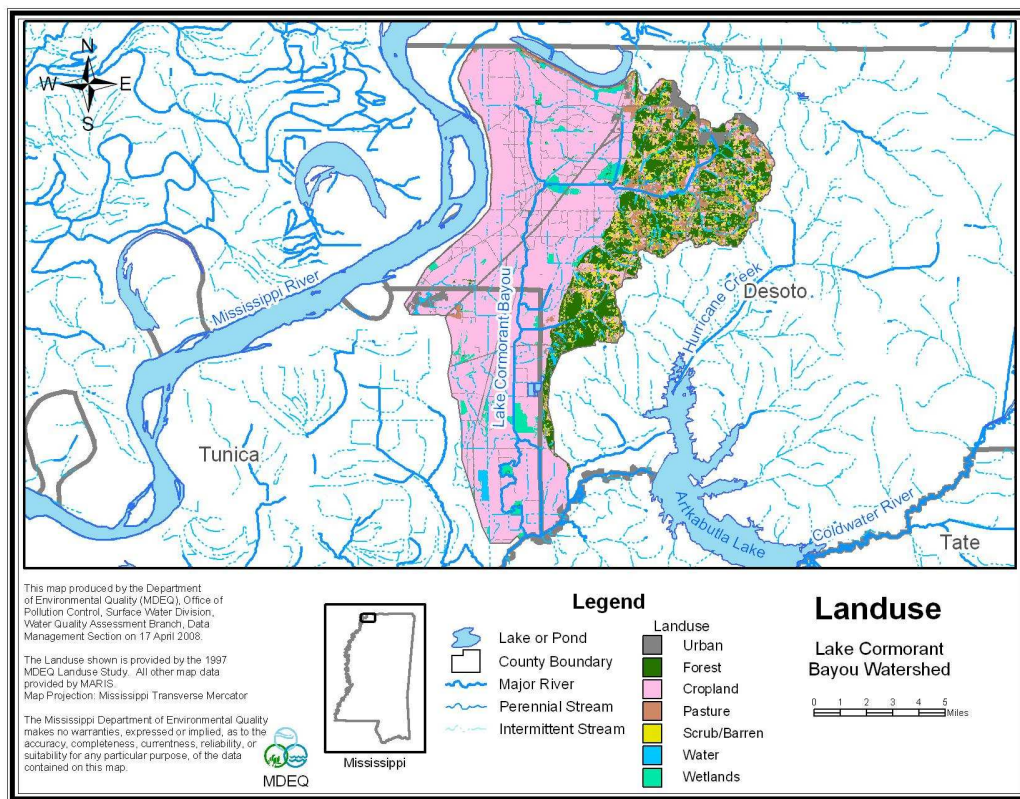 N
W E
S
Mississippi River
Lake Cormorant Bayou
Hurricane Creek
Desoto
Tunica
Arkabutla Lake
Coldwater River
Tate
This map produced by the Department
of Environmental Quality (MDEQ), Office of
Pollution Control, Surface Water Division,
Water Quality Assessment Branch, Data
Management Section on 17 April 2008.
The Landuse shown is provided by the 1997
MDEQ Landuse Study. All other map data
provided by MARIS.
Map Projection: Mississippi Transverse Mercator
The Mississippi Department of Environmental Quality
makes no warranties, expressed or implied, as to the
accuracy, completeness, currentness, reliability, or
suitability for any particular purpose, of the data
contained on this map.
MDEQ
Mississippi
Legend
Lake or Pond
County Boundary
Major River
Perennial Stream
Intermittent Stream
Landuse
Urban
Forest
Cropland
Pasture
Scrub/Barren
Water
Wetlands
Landuse
Lake Cormorant
Bayou Watershed
0 1 2 3 4 5
Miles